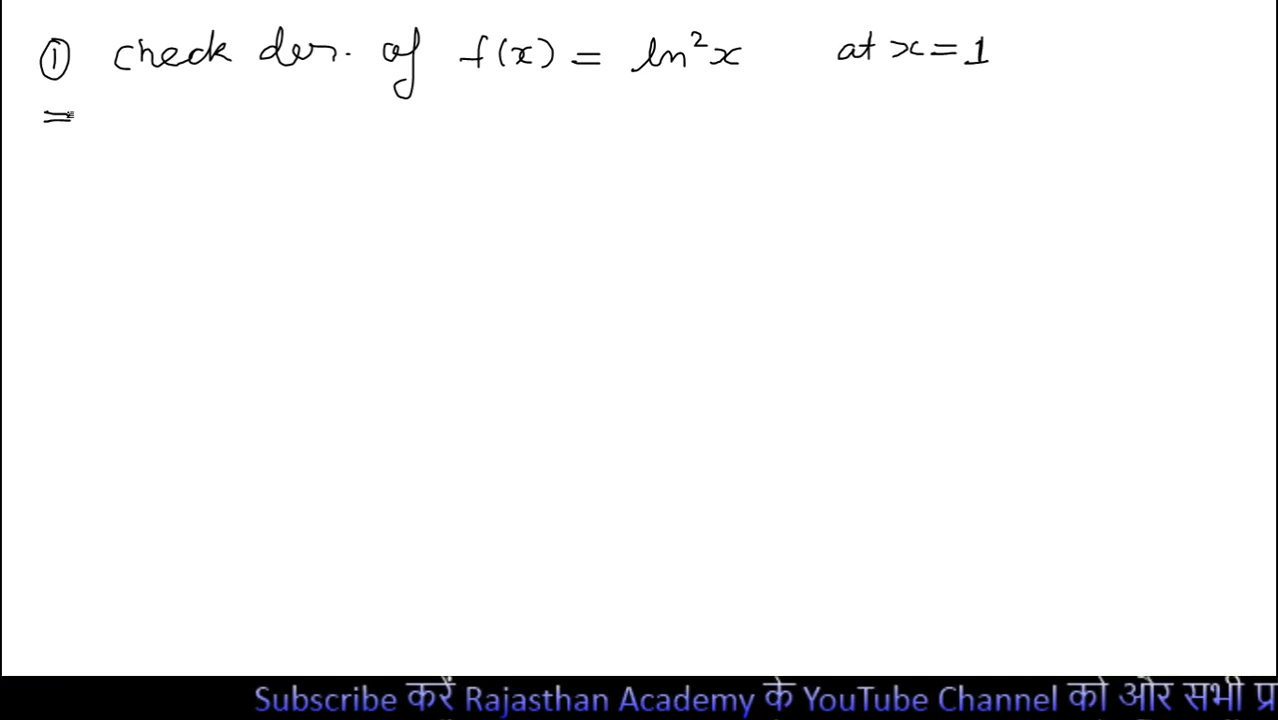 ① check der. of f(x) = ln²x at x=1
=
Subscribe करें Rajasthan Academy के YouTube Channel को और सभी प्र